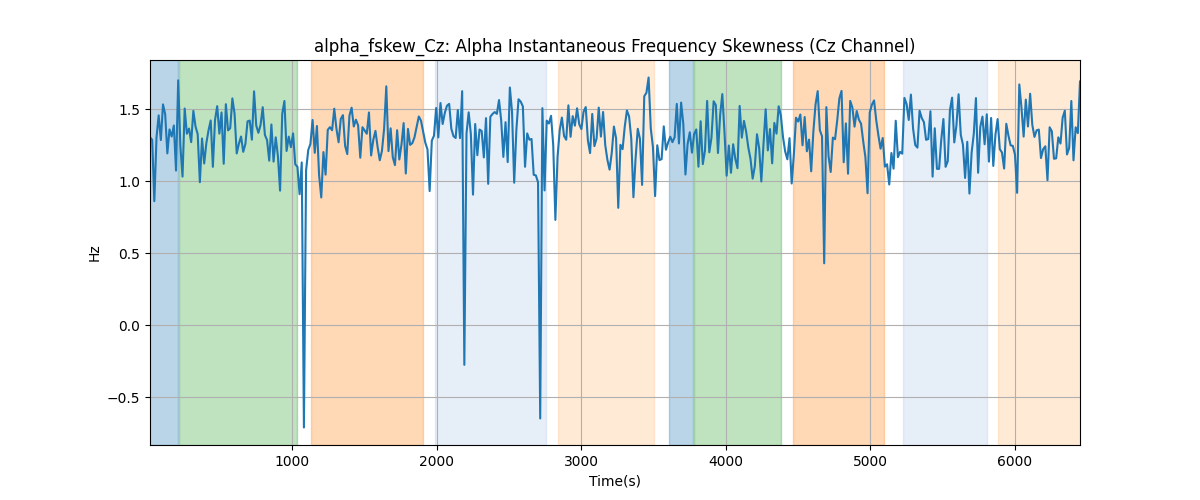 alpha_fskew_Cz: Alpha Instantaneous Frequency Skewness (Cz Channel)
1.5
1.0
0.5
0.0
−0.5
Hz
1000 2000 3000 4000 5000 6000
Time(s)